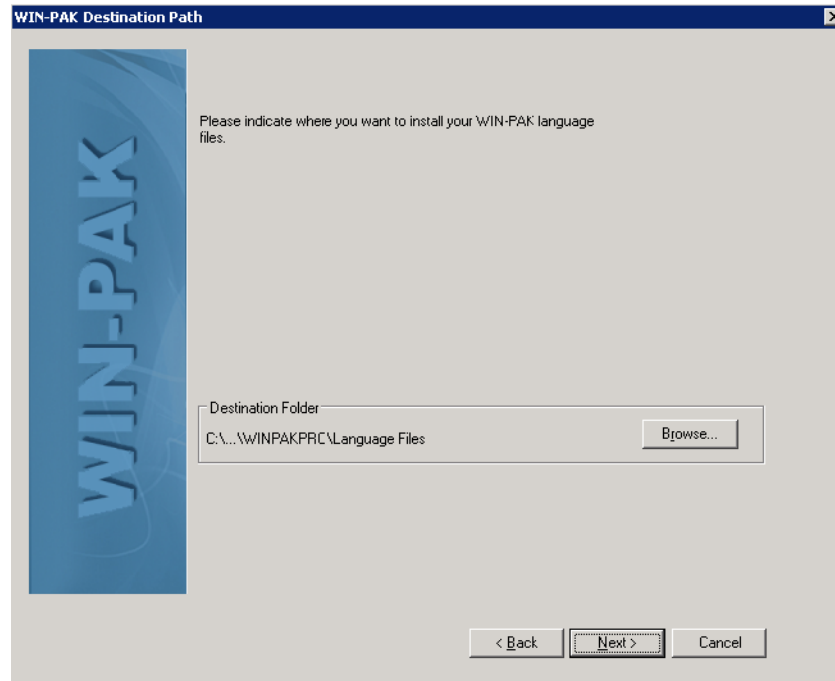 WIN-PAK Destination Path
WIN-PAK
Please indicate where you want to install your WIN-PAK language
files.
Destination Folder
C:\...\WINPAKPRC\Language Files
Browse...
< Back
Next >
Cancel